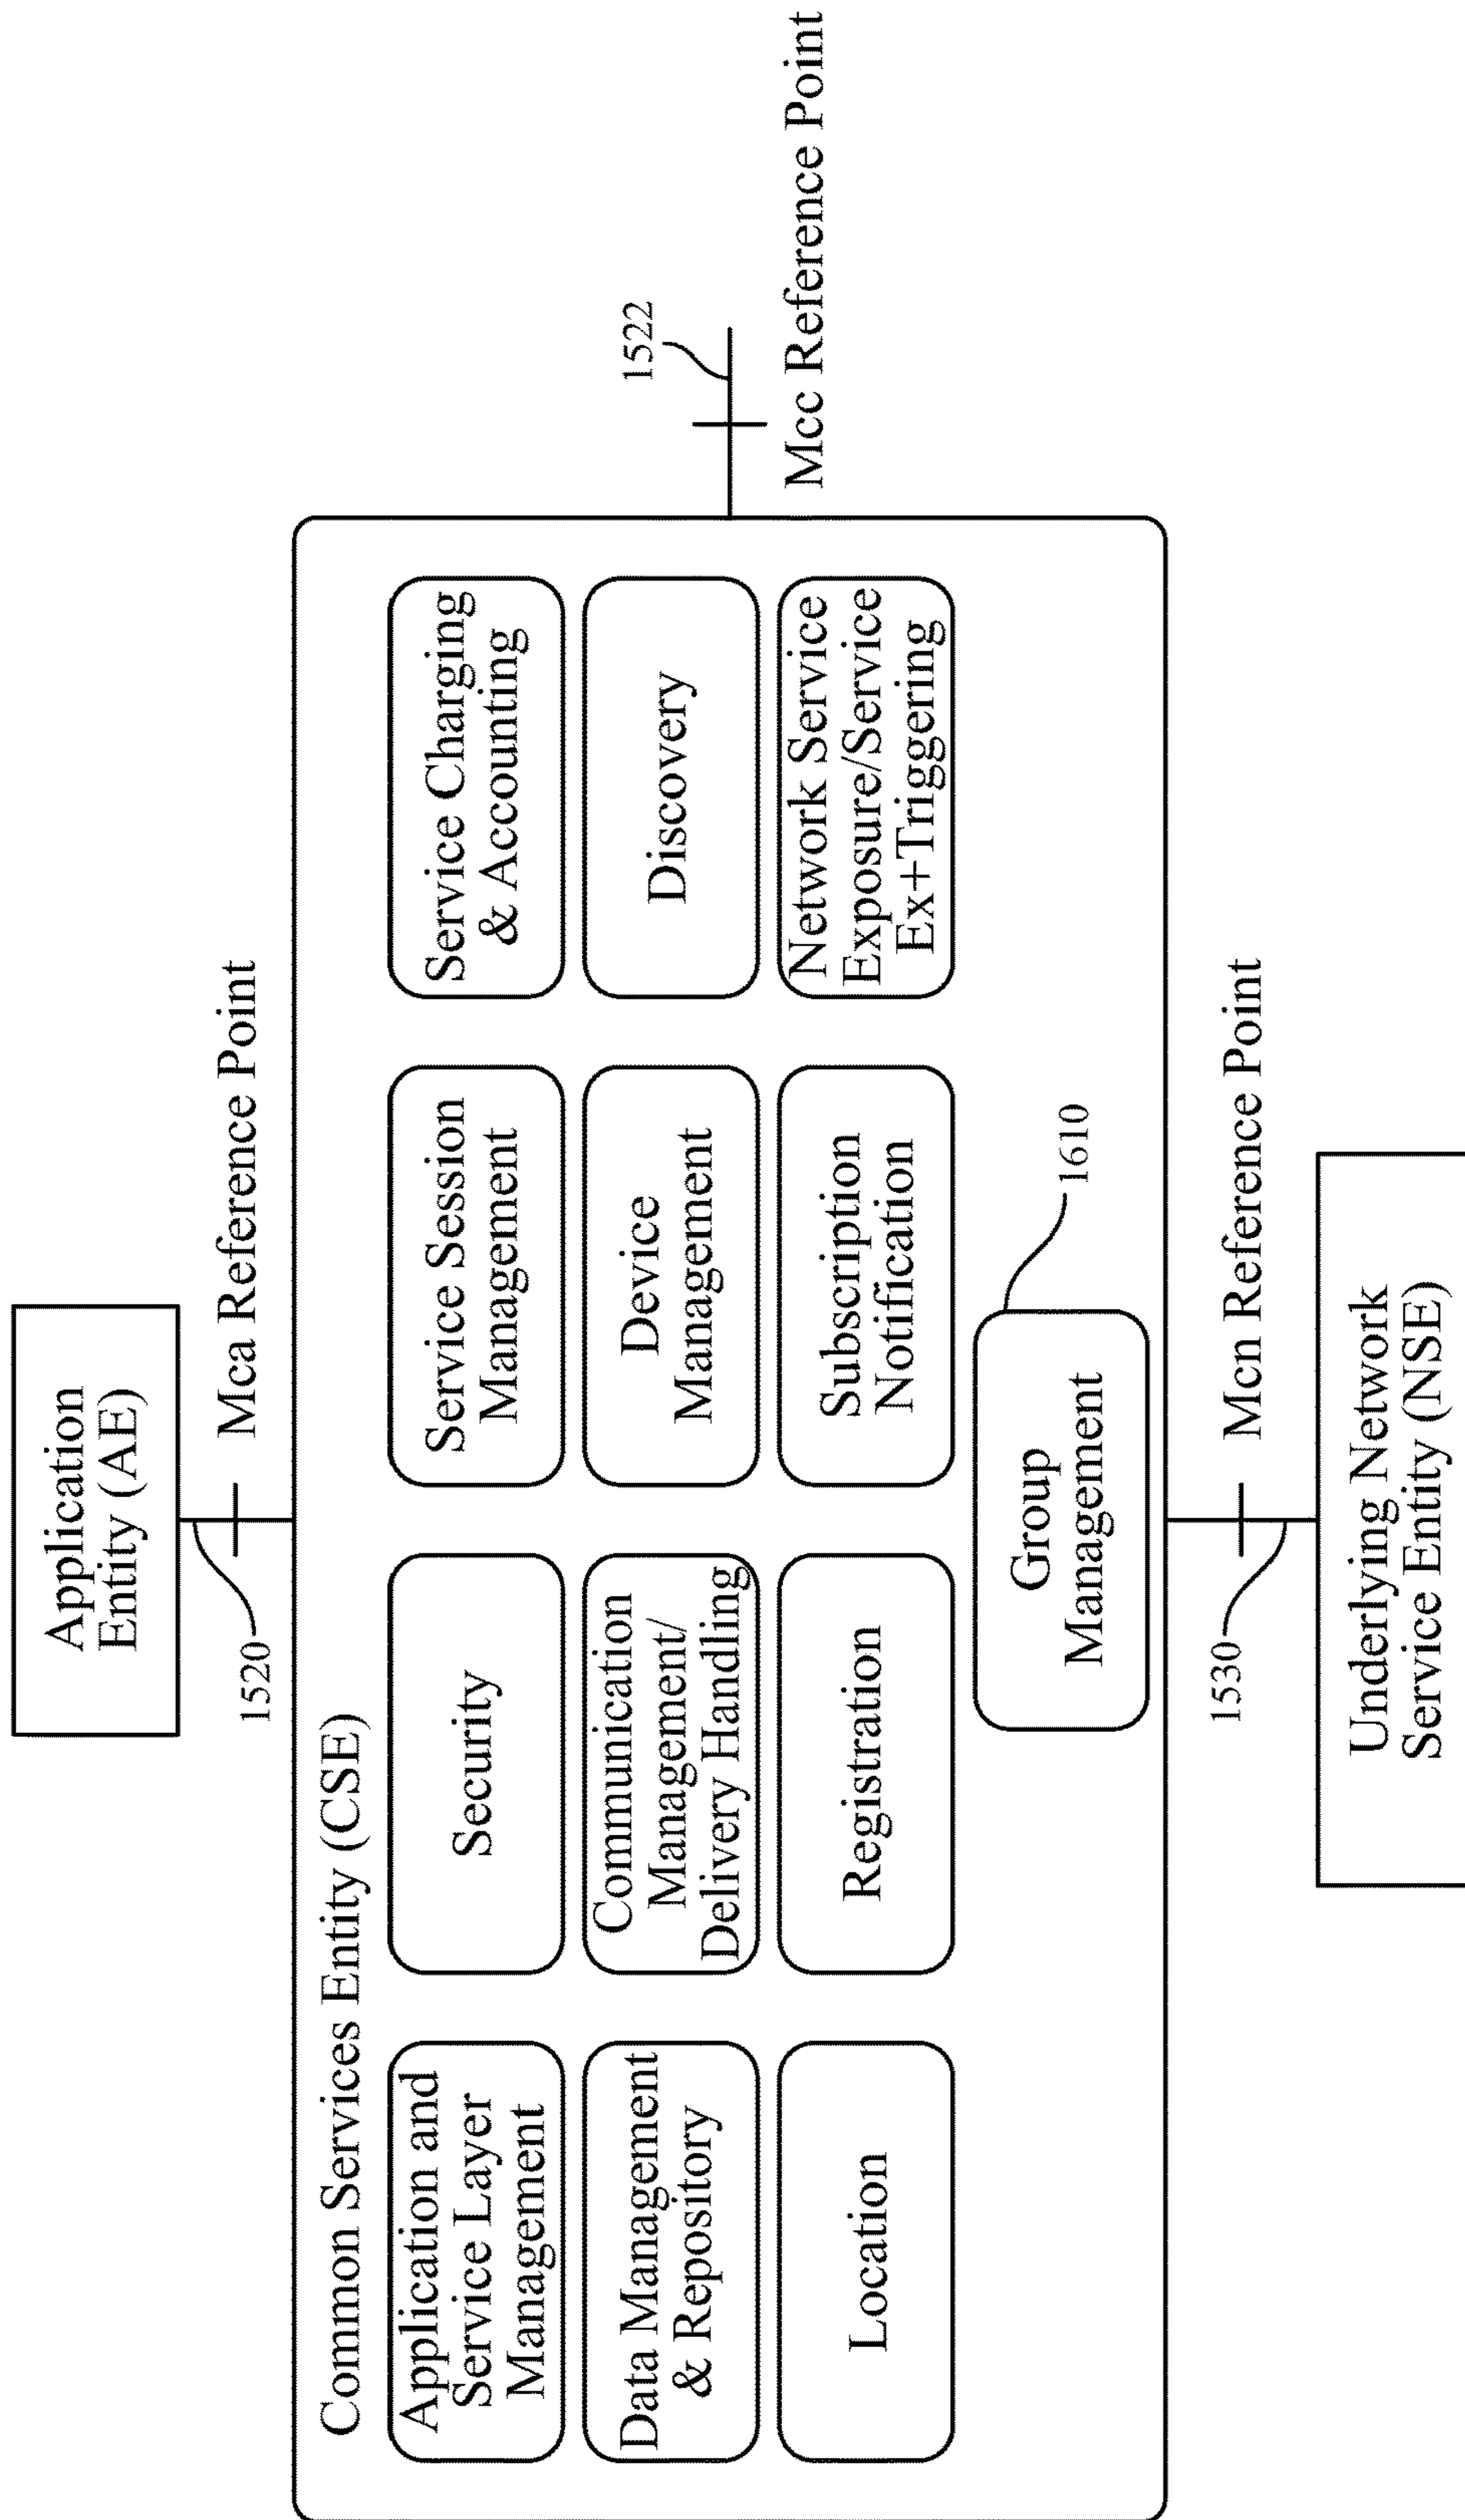 Application
Entity (AE)
1520
Mca Reference Point
Common Services Entity (CSE)
Application and
Service Layer
Management
Security
Service Session
Management
Service Charging
& Accounting
Data Management
& Repository
Communication
Management/
Delivery Handling
Device
Management
Discovery
Location
Registration
Subscription
Notification
Network Service
Exposure/Service
Ex+Triggering
Group
Management
1610
1522
Mcc Reference Point
1530
Mcn Reference Point
Underlying Network
Service Entity (NSE)